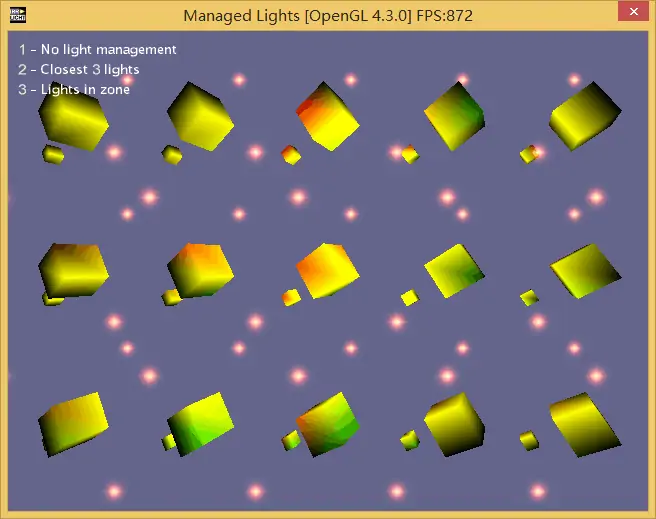 Managed Lights [OpenGL 4.3.0] FPS:872
1 - No light management
2 - Closest 3 lights
3 - Lights in zone